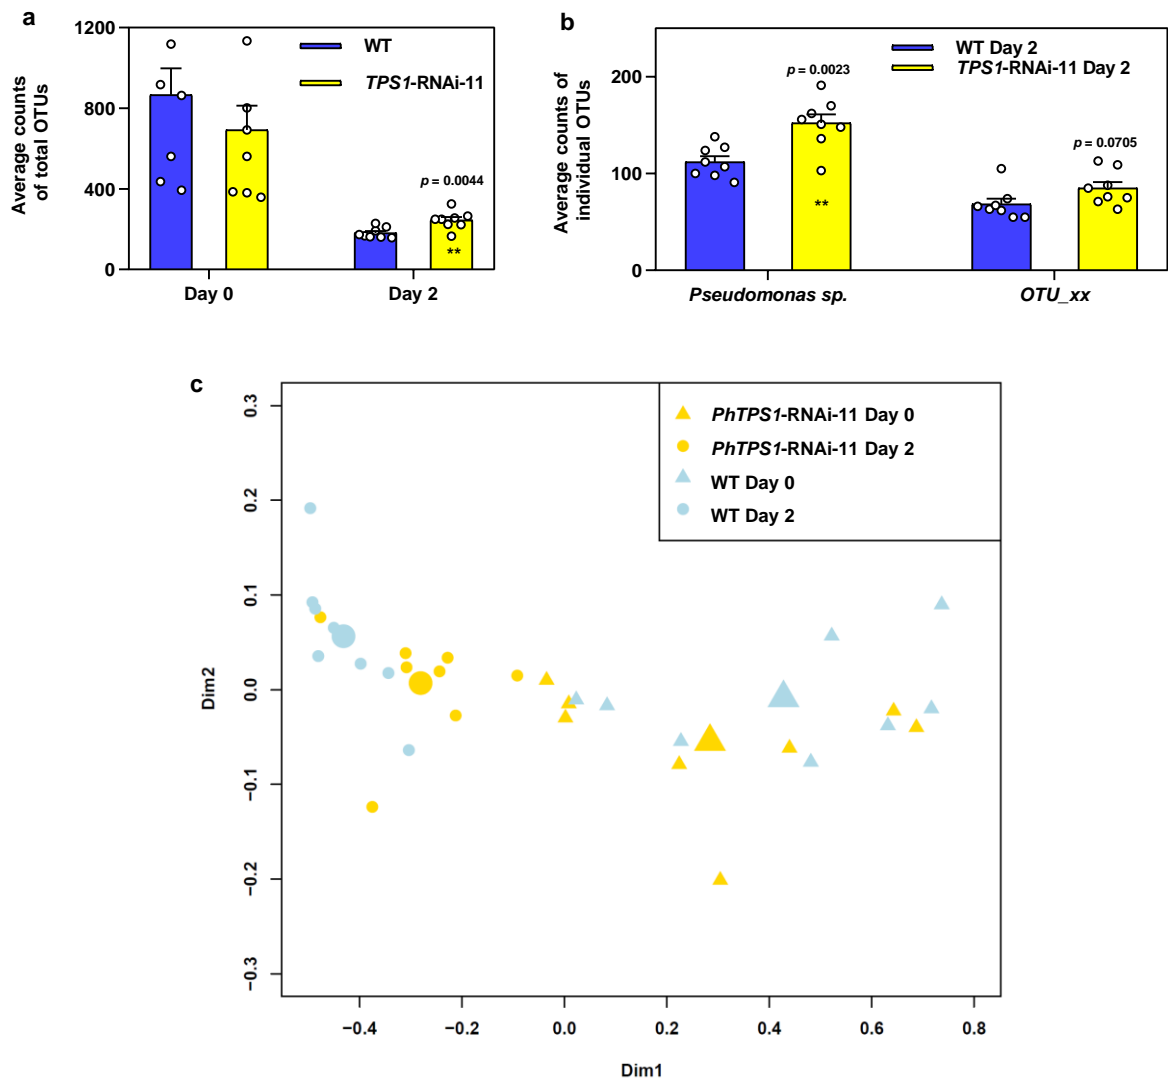 a
Average counts
of total OTUs
1200
800
400
0
WT
TPS1-RNAi-11
p = 0.0044
**
Day 0
Day 2
b
Average counts of
individual OTUs
200
100
0
WT Day 2
TPS1-RNAi-11 Day 2
p = 0.0023
**
p = 0.0705
Pseudomonas sp.
OTU_xx
c
Dim2
0.3
0.2
0.1
0.0
−0.1
−0.2
−0.3
PhTPS1-RNAi-11 Day 0
PhTPS1-RNAi-11 Day 2
WT Day 0
WT Day 2
−0.4
−0.2
0.0
0.2
0.4
0.6
0.8
Dim1